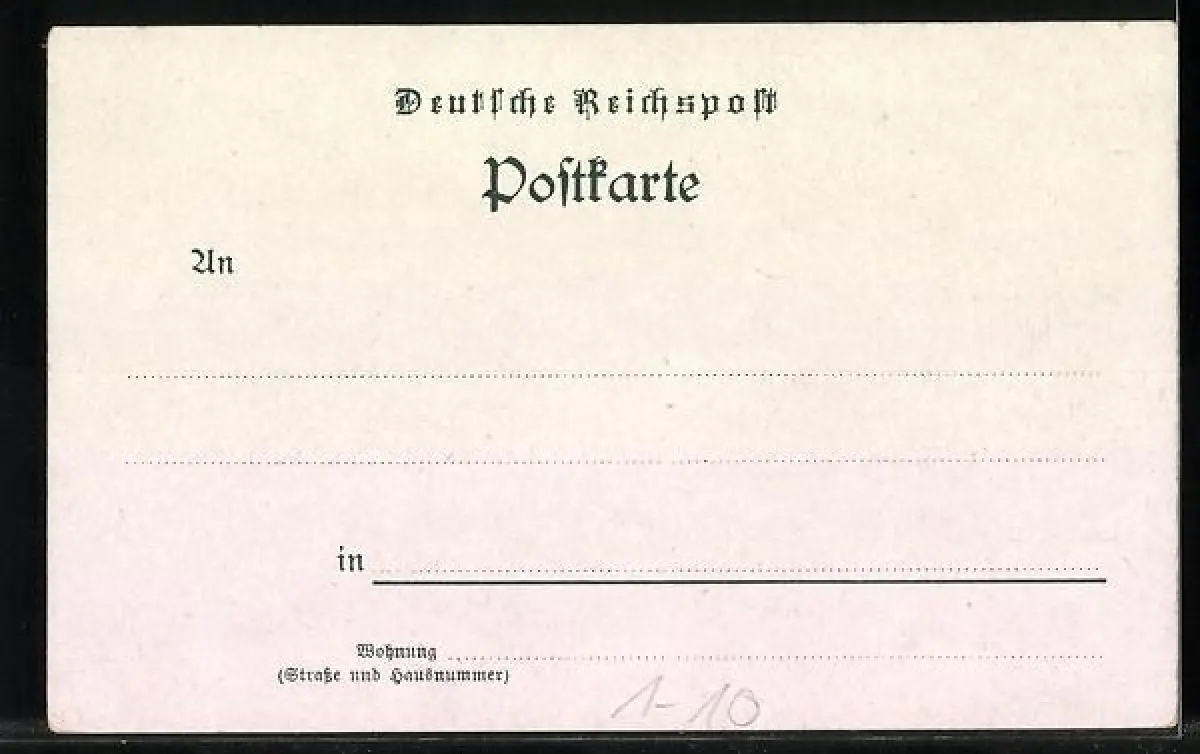 Deutsche Reichspost
Postkarte
An
in
Wohnung
(Straße und Hausnummer)
1-10